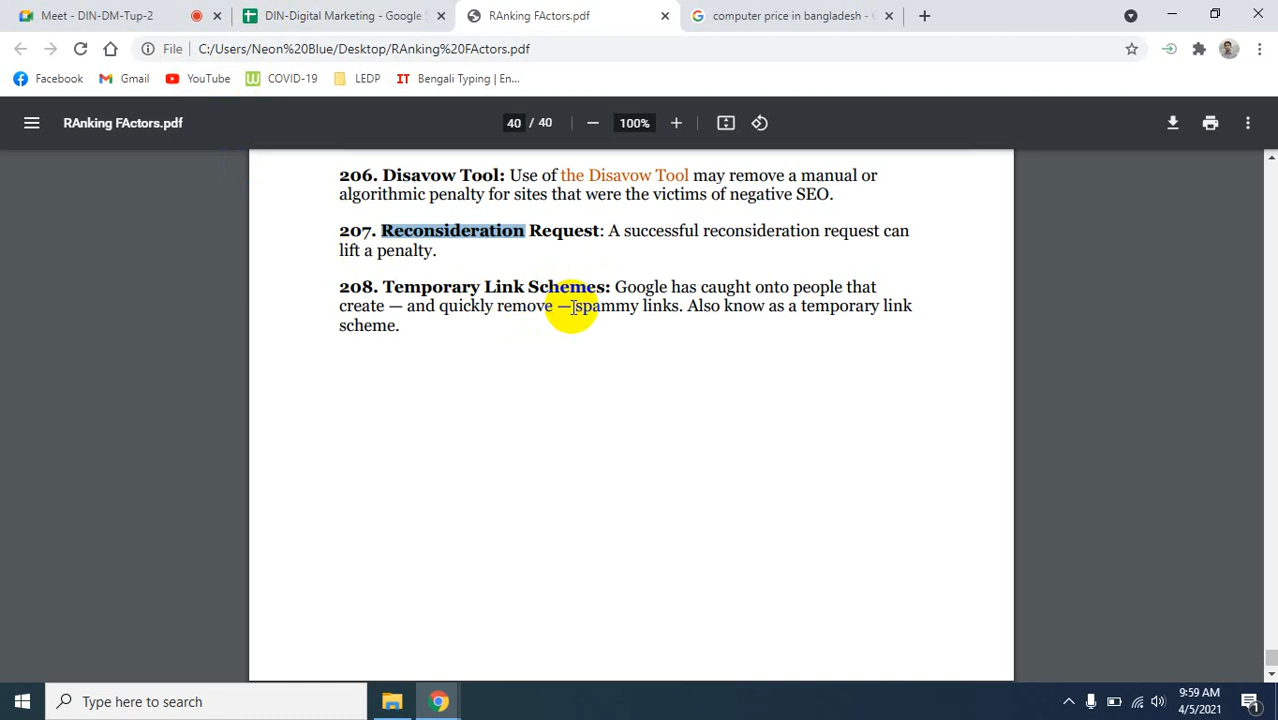 Meet - DIN-DM-Tup-2
DIN-Digital Marketing - Google S
RAnking FActors.pdf
computer price in bangladesh - G
File
C:/Users/Neon%20Blue/Desktop/RAnking%20FActors.pdf
Facebook
Gmail
YouTube
COVID-19
LEDP
IT
Bengali Typing | En...
RAnking FActors.pdf
40 / 40
100%
206. Disavow Tool: Use of the Disavow Tool may remove a manual or
algorithmic penalty for sites that were the victims of negative SEO.
207. Reconsideration Request: A successful reconsideration request can
lift a penalty.
208. Temporary Link Schemes: Google has caught onto people that
create — and quickly remove — spammy links. Also know as a temporary link
scheme.
Type here to search
9:59 AM
4/5/2021
1